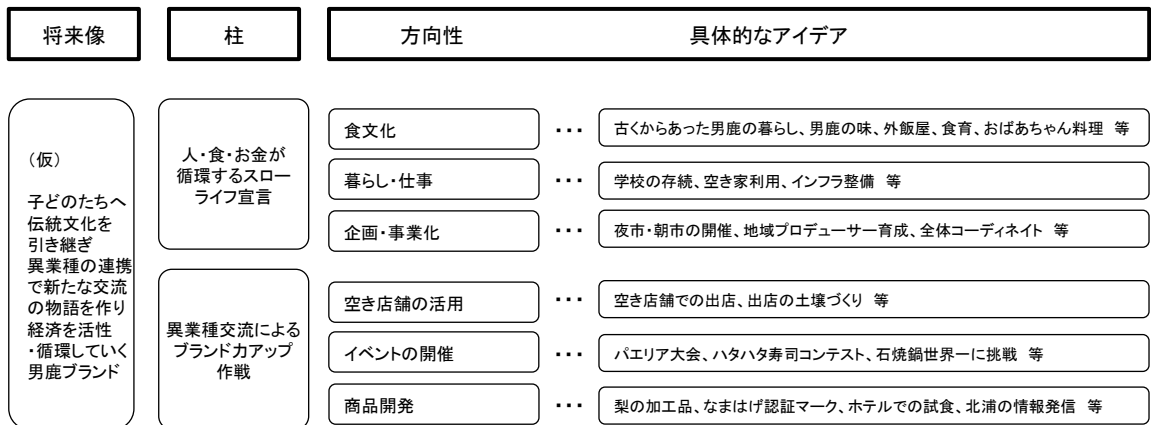 将来像
柱
方向性
具体的なアイデア
(仮)
子どのたちへ
伝統文化を
引き継ぎ
異業種の連携
で新たな交流
の物語を作り
経済を活性
・循環していく
男鹿ブランド
人・食・お金が
循環するスロー
ライフ宣言
食文化
・・・
古くからあった男鹿の暮らし、男鹿の味、外飯屋、食育、おばあちゃん料理 等
暮らし・仕事
・・・
学校の存続、空き家利用、インフラ整備 等
企画・事業化
・・・
夜市・朝市の開催、地域プロデューサー育成、全体コーディネイト 等
異業種交流による
ブランド力アップ
作戦
空き店舗の活用
・・・
空き店舗での出店、出店の土壌づくり 等
イベントの開催
・・・
パエリア大会、ハタハタ寿司コンテスト、石焼鍋世界一に挑戦 等
商品開発
・・・
梨の加工品、なまはげ認証マーク、ホテルでの試食、北浦の情報発信 等